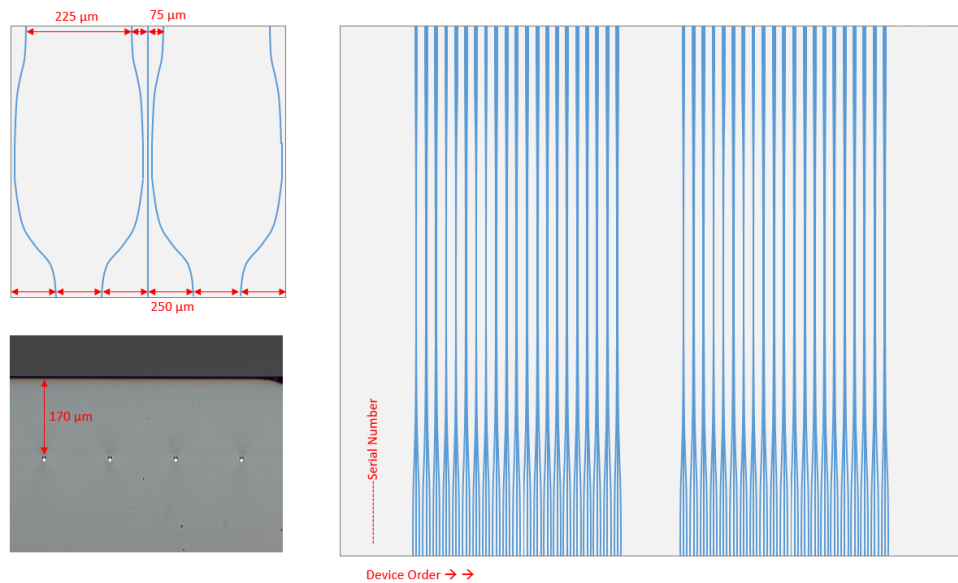 225 µm
75 µm
250 µm
170 µm
--------Serial Number
Device Order → →